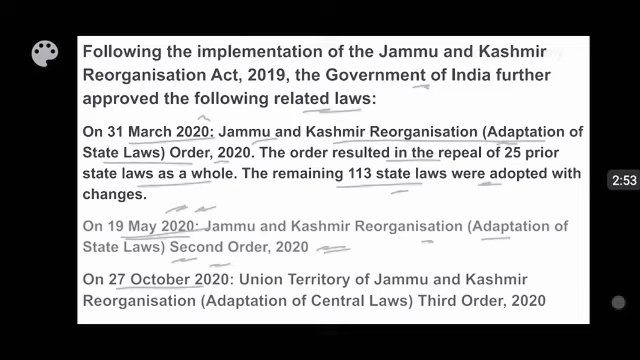 Following the implementation of the Jammu and Kashmir
Reorganisation Act, 2019, the Government of India further
approved the following related laws:
On 31 March 2020: Jammu and Kashmir Reorganisation (Adaptation of
State Laws) Order, 2020. The order resulted in the repeal of 25 prior
state laws as a whole. The remaining 113 state laws were adopted with
changes.
On 19 May 2020: Jammu and Kashmir Reorganisation (Adaptation of
State Laws) Second Order, 2020
On 27 October 2020: Union Territory of Jammu and Kashmir
Reorganisation (Adaptation of Central Laws) Third Order, 2020
2:53